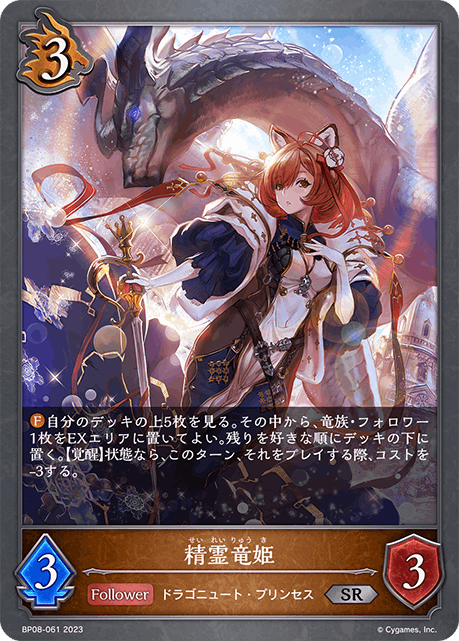 3
F 自分のデッキの上5枚を見る。その中から、竜族・フォロワー
1枚をEXエリアに置いてよい。残りを好きな順にデッキの下に
置く。【覚醒】状態なら、このターン、それをプレイする際、コストを
-3する。
せいれいりゅうき
精霊竜姫
3
Follower ドラゴニュート・プリンセス SR
3
BP08-061 2023 © Cygames, Inc.